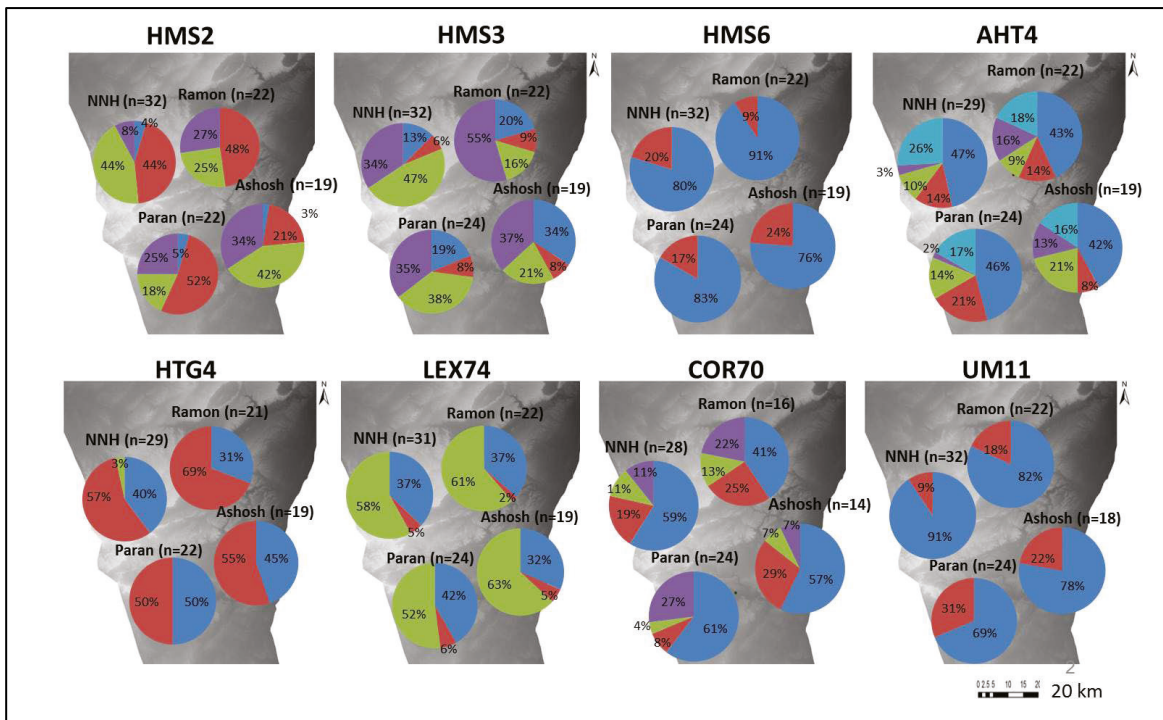 HMS2
N
NNH (n=32)
Ramon (n=22)
8%
4%
44%
44%
27%
48%
25%
Ashosh (n=19)
3%
34%
21%
42%
Paran (n=22)
25%
5%
18%
52%
HMS3
N
NNH (n=32)
Ramon (n=22)
13%
6%
34%
47%
20%
55%
9%
16%
Ashosh (n=19)
37%
34%
21%
8%
Paran (n=24)
19%
35%
8%
38%
HMS6
N
NNH (n=32)
Ramon (n=22)
20%
80%
9%
91%
Ashosh (n=19)
24%
76%
Paran (n=24)
17%
83%
AHT4
N
Ramon (n=22)
NNH (n=29)
18%
43%
16%
9%
14%
26%
47%
3%
10%
14%
Ashosh (n=19)
16%
42%
13%
21%
8%
Paran (n=24)
2%
17%
46%
14%
21%
HTG4
N
Ramon (n=21)
NNH (n=29)
31%
69%
3%
57%
40%
Ashosh (n=19)
55%
45%
Paran (n=22)
50%
50%
LEX74
N
Ramon (n=22)
NNH (n=31)
37%
61%
2%
37%
58%
5%
Ashosh (n=19)
32%
63%
5%
Paran (n=24)
42%
52%
6%
COR70
N
Ramon (n=16)
NNH (n=28)
22%
41%
13%
25%
11%
11%
19%
59%
Ashosh (n=14)
7%
7%
29%
57%
Paran (n=24)
27%
4%
8%
61%
UM11
N
Ramon (n=22)
NNH (n=32)
18%
82%
9%
91%
Ashosh (n=18)
22%
78%
Paran (n=24)
31%
69%
2
0 2.5 5 10 15 20
20 km